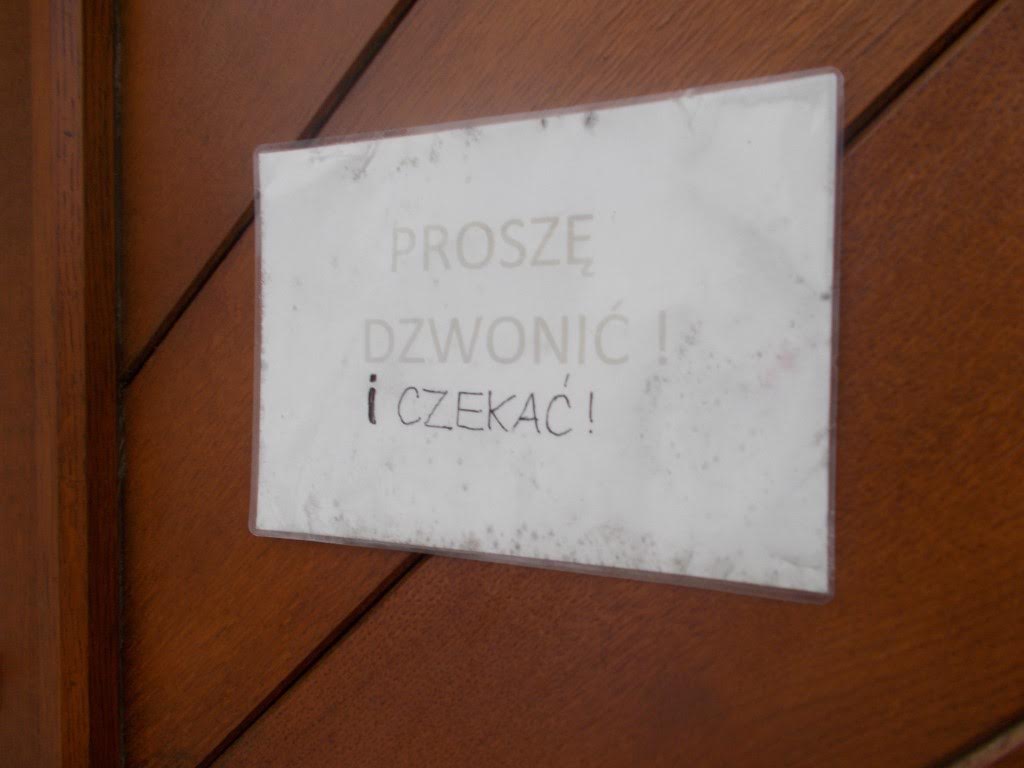 PROSZĘ
DZWONIĆ !
i CZEKAĆ!